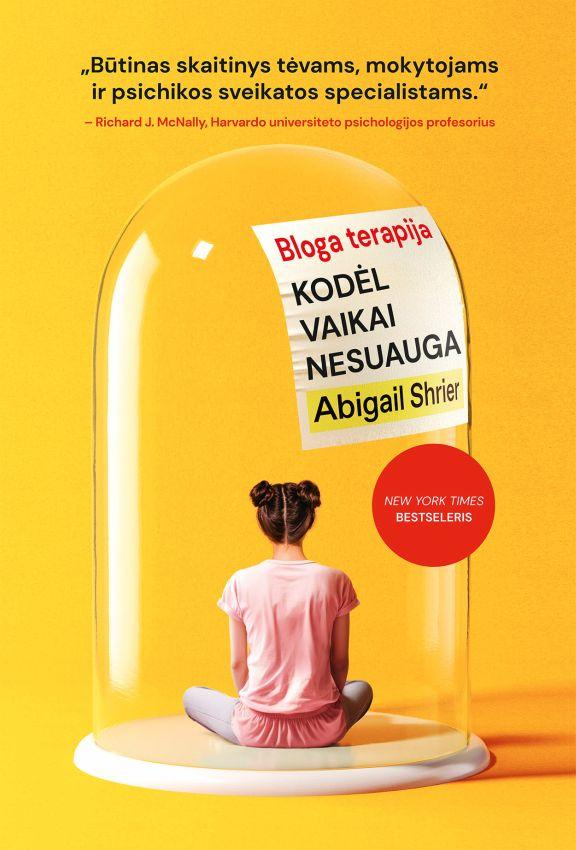 „Būtinas skaitinys tėvams, mokytojams
ir psichikos sveikatos specialistams.“
– Richard J. McNally, Harvardo universiteto psichologijos profesorius
Bloga terapija
KODĖL
VAIKAI
NESUAUGA
Abigail Shrier
NEW YORK TIMES
BESTSELERIS